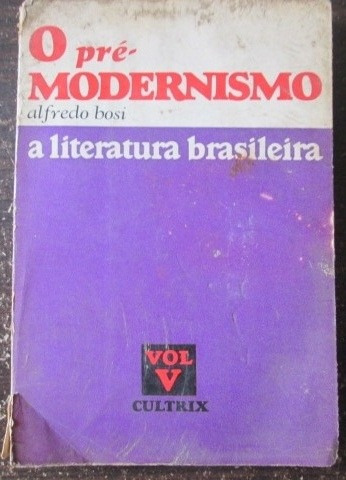 O pré-
MODERNISMO
alfredo bosi
a literatura brasileira
VOL
V
CULTRIX